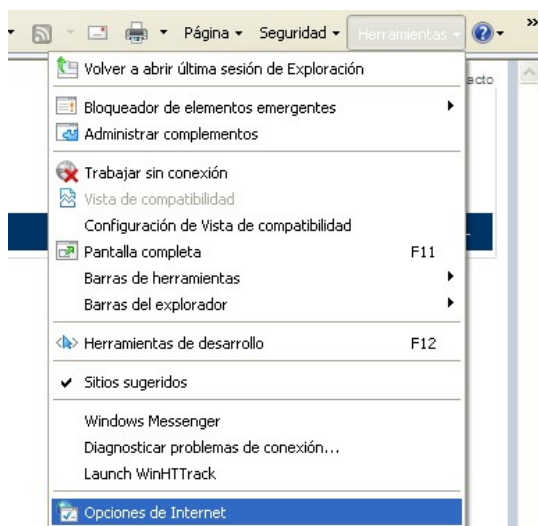 Página Seguridad Herramientas »
Volver a abrir última sesión de Exploración
acto
Bloqueador de elementos emergentes
Administrar complementos
Trabajar sin conexión
Vista de compatibilidad
Configuración de Vista de compatibilidad
Pantalla completa F11
Barras de herramientas
Barras del explorador
Herramientas de desarrollo F12
Sitios sugeridos
Windows Messenger
Diagnosticar problemas de conexión...
Launch WinHTTrack
Opciones de Internet